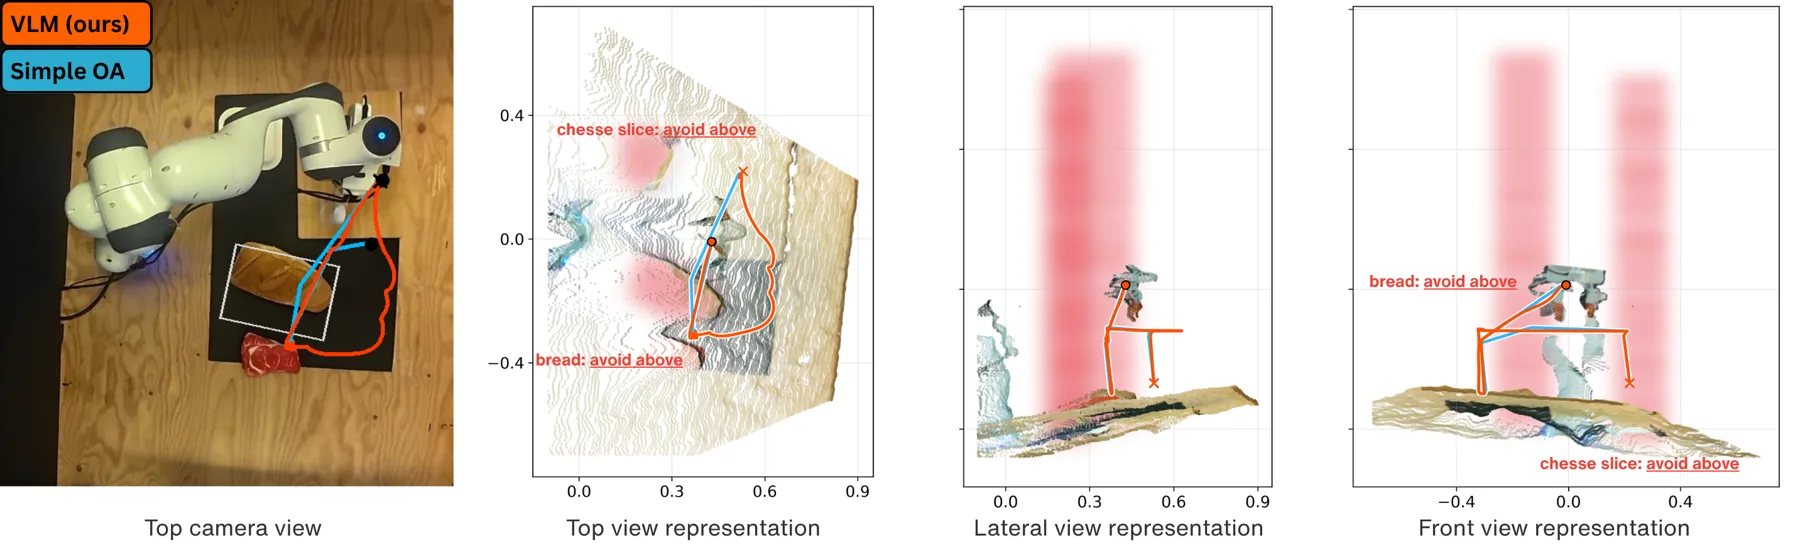 VLM (ours)
Simple OA
Top camera view
chesse slice: avoid above
bread: avoid above
0.4
0.0
−0.4
0.0
0.3
0.6
0.9
Top view representation
0.0
0.3
0.6
0.9
Lateral view representation
bread: avoid above
chesse slice: avoid above
−0.4
0.0
0.4
Front view representation